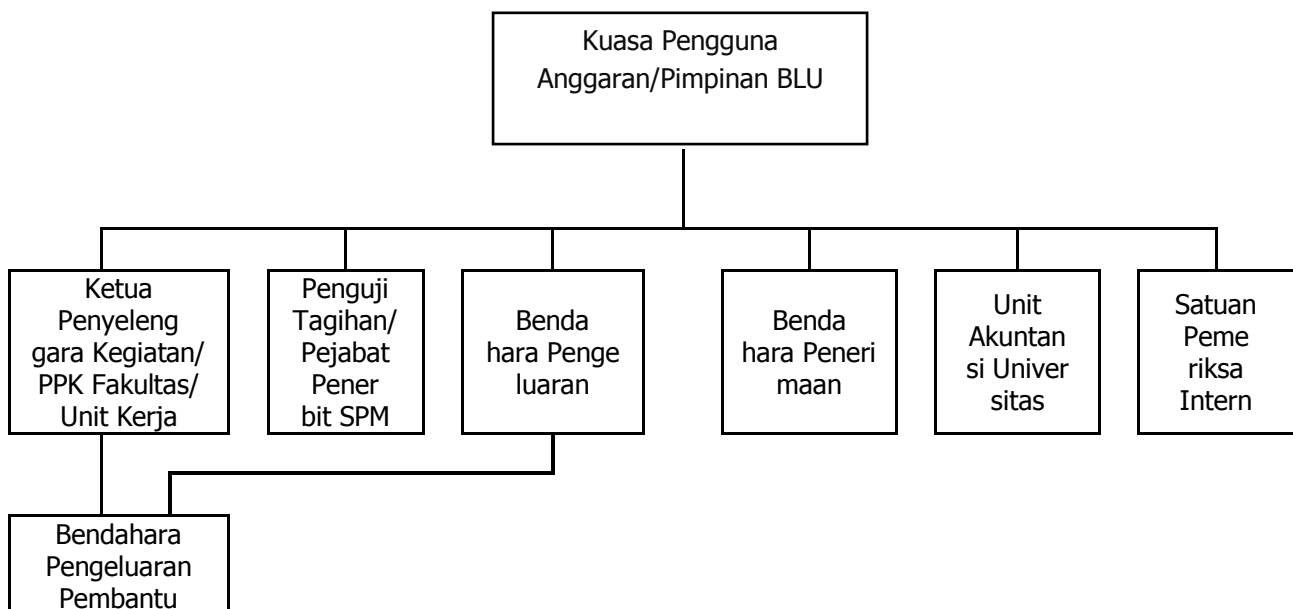 Kuasa Pengguna
Anggaran/Pimpinan BLU
Ketua
Penyeleng
gara Kegiatan/
PPK Fakultas/
Unit Kerja
Penguji
Tagihan/
Pejabat
Pener
bit SPM
Benda
hara Penge
luaran
Benda
hara Peneri
maan
Unit
Akuntan
si Univer
sitas
Satuan
Peme
riksa
Intern
Bendahara
Pengeluaran
Pembantu